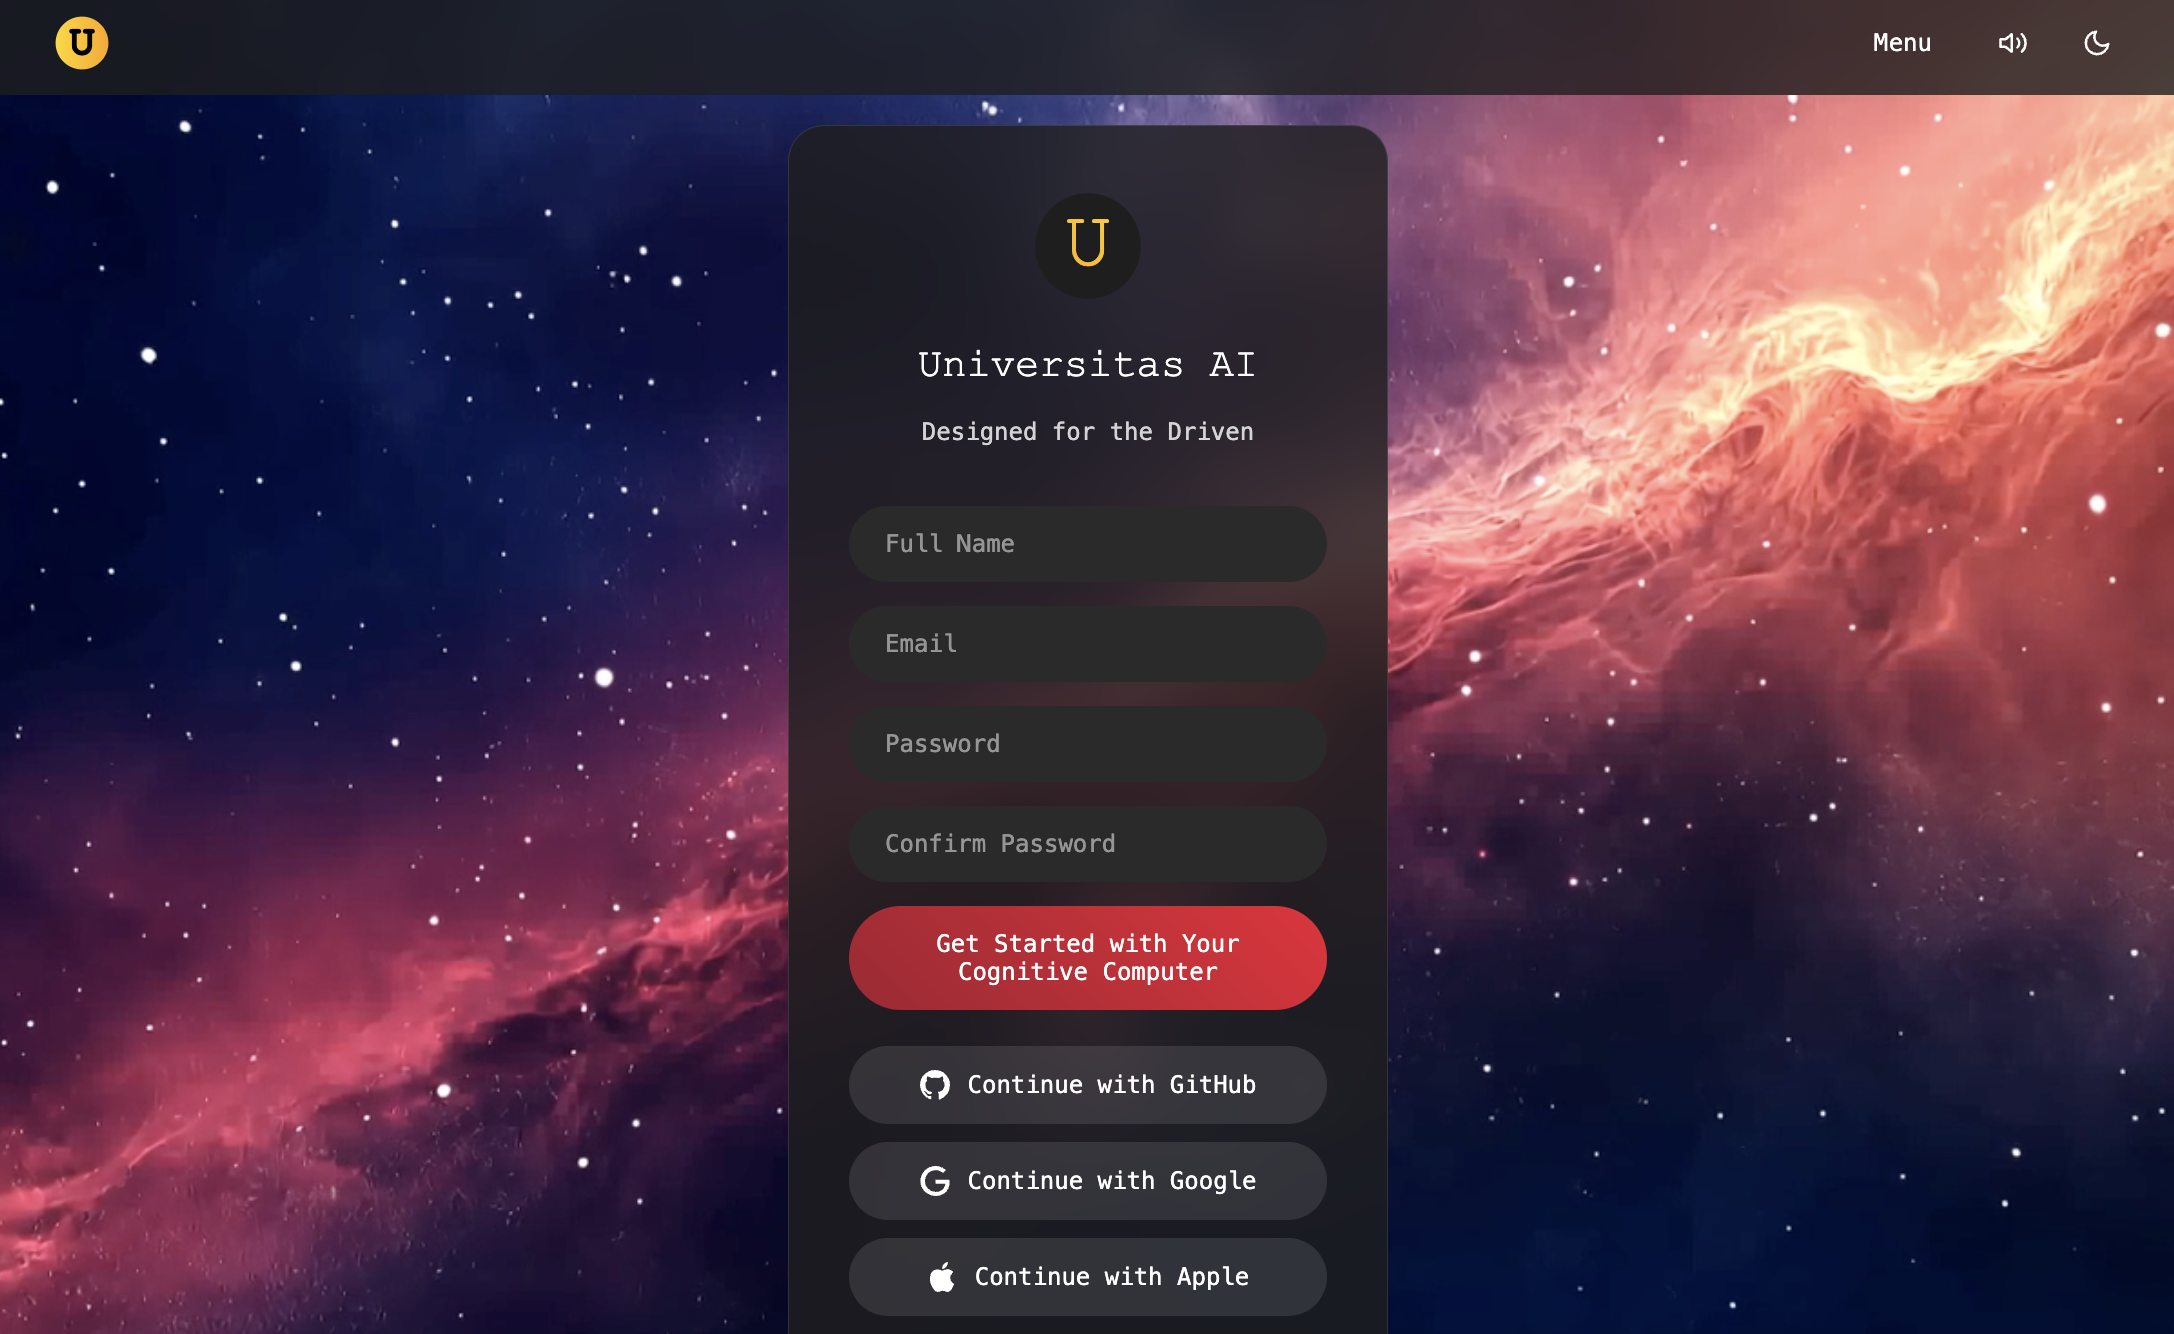 U
Menu
U
Universitas AI
Designed for the Driven
Full Name
Email
Password
Confirm Password
Get Started with Your
Cognitive Computer
Continue with GitHub
Continue with Google
Continue with Apple